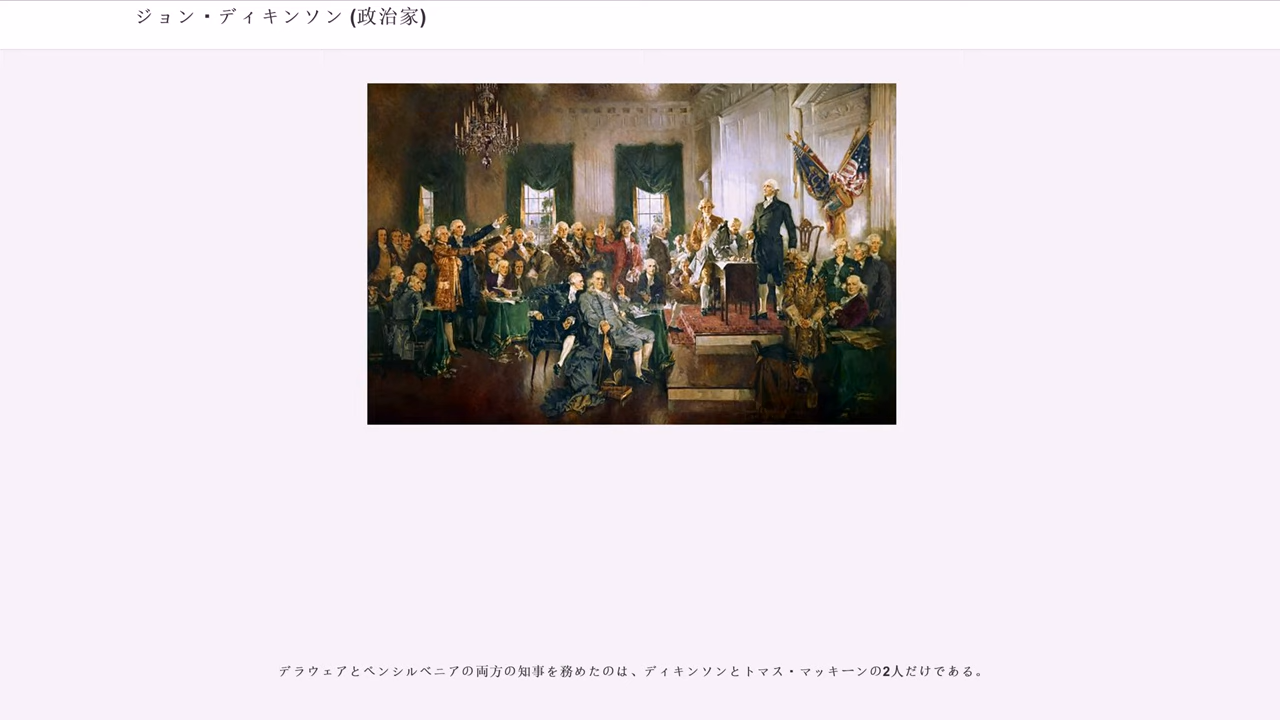 ジョン・ディキンソン (政治家)
デラウェアとペンシルベニアの両方の知事を務めたのは、ディキンソンとトマス・マッキーンの2人だけである。